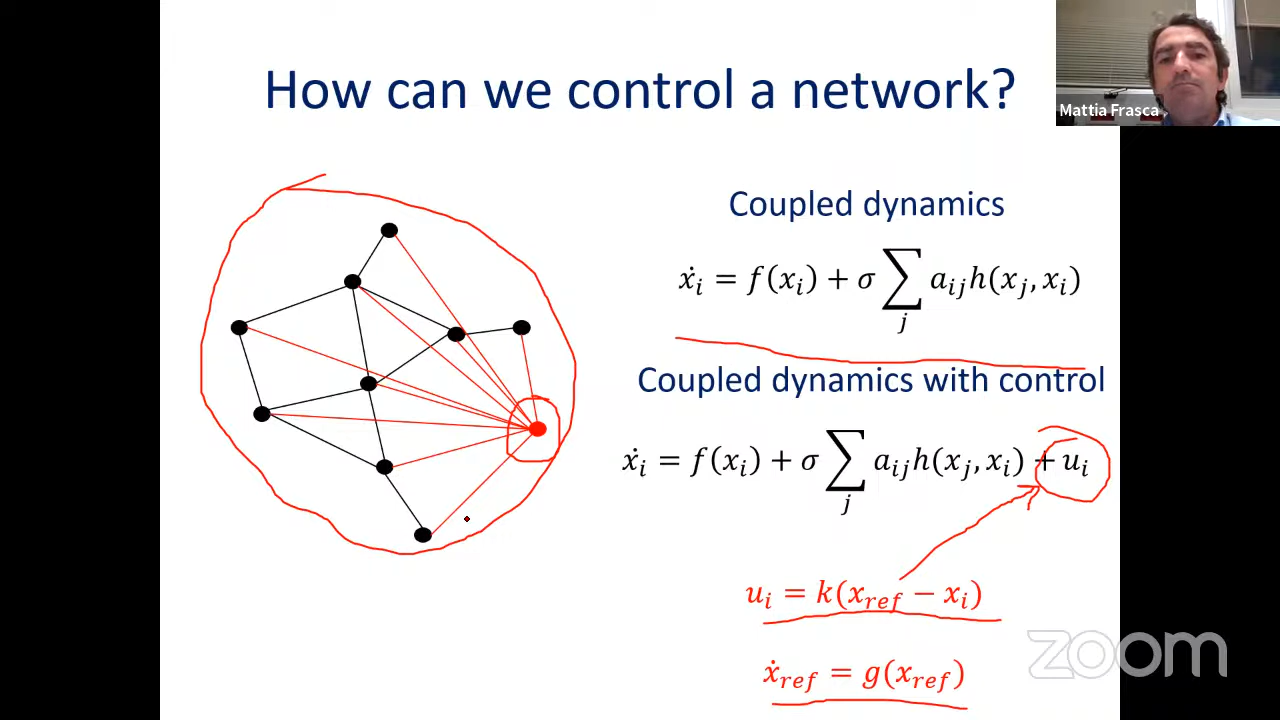 How can we control a network?
Mattia Frasca
Coupled dynamics
ẋᵢ = f(xᵢ) + σ ∑ⱼ aᵢⱼh(xⱼ, xᵢ)
Coupled dynamics with control
ẋᵢ = f(xᵢ) + σ ∑ⱼ aᵢⱼh(xⱼ, xᵢ) + uᵢ
uᵢ = k(x_ref − xᵢ)
ẋ_ref = g(x_ref)
zoom